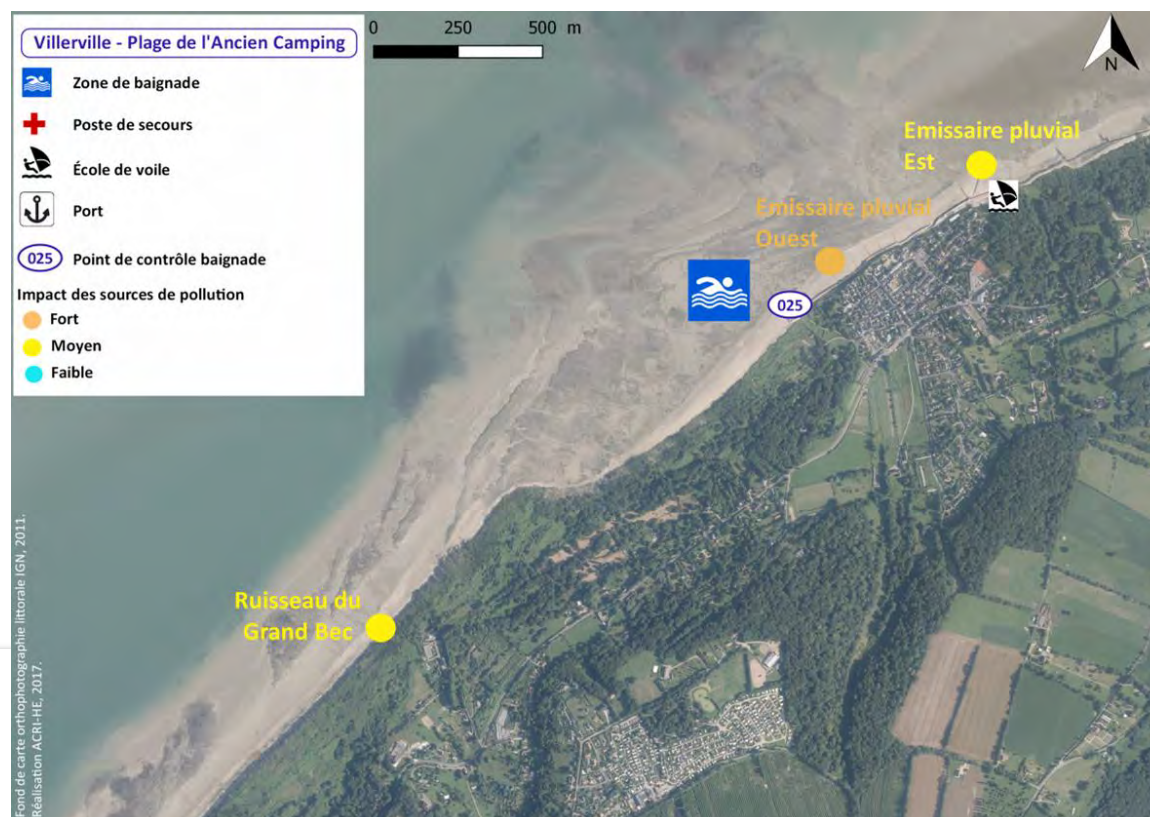 Villerville - Plage de l'Ancien Camping
Zone de baignade
Poste de secours
École de voile
Port
025 Point de contrôle baignade
Impact des sources de pollution
Fort
Moyen
Faible
0 250 500 m
N
Emissaire pluvial
Est
Emissaire pluvial
Ouest
025
Ruisseau du
Grand Bec
Fond de carte orthophotographie littorale IGN, 2011.
Réalisation ACRI-HE, 2017.